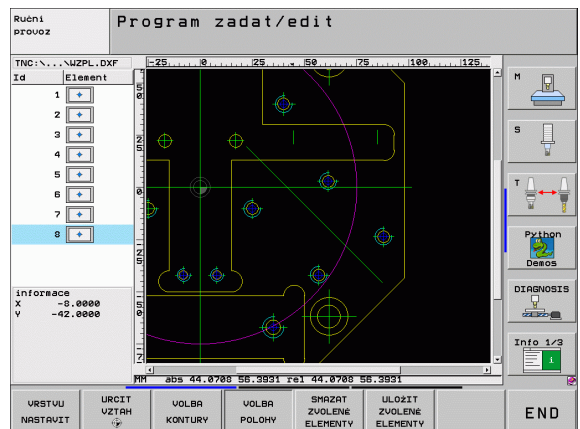 Ruční
provoz
Program zadat/edit
TNC:\...\WZPL.DXF
Id Element
1
2
3
4
5
6
7
8
informace
X -8.0000
Y -42.0000
-25 0 25 50 75 100 125
MM abs 44.0708 56.3931 rel 44.0708 56.3931
M
S
T
Python
Demos
DIAGNOSIS
Info 1/3
i
VRSTVU
NASTAVIT
URCIT
VZTAH
VOLBA
KONTURY
VOLBA
POLOHY
SMAZAT
ZVOLENÉ
ELEMENTY
ULOŽIT
ZVOLENÉ
ELEMENTY
END